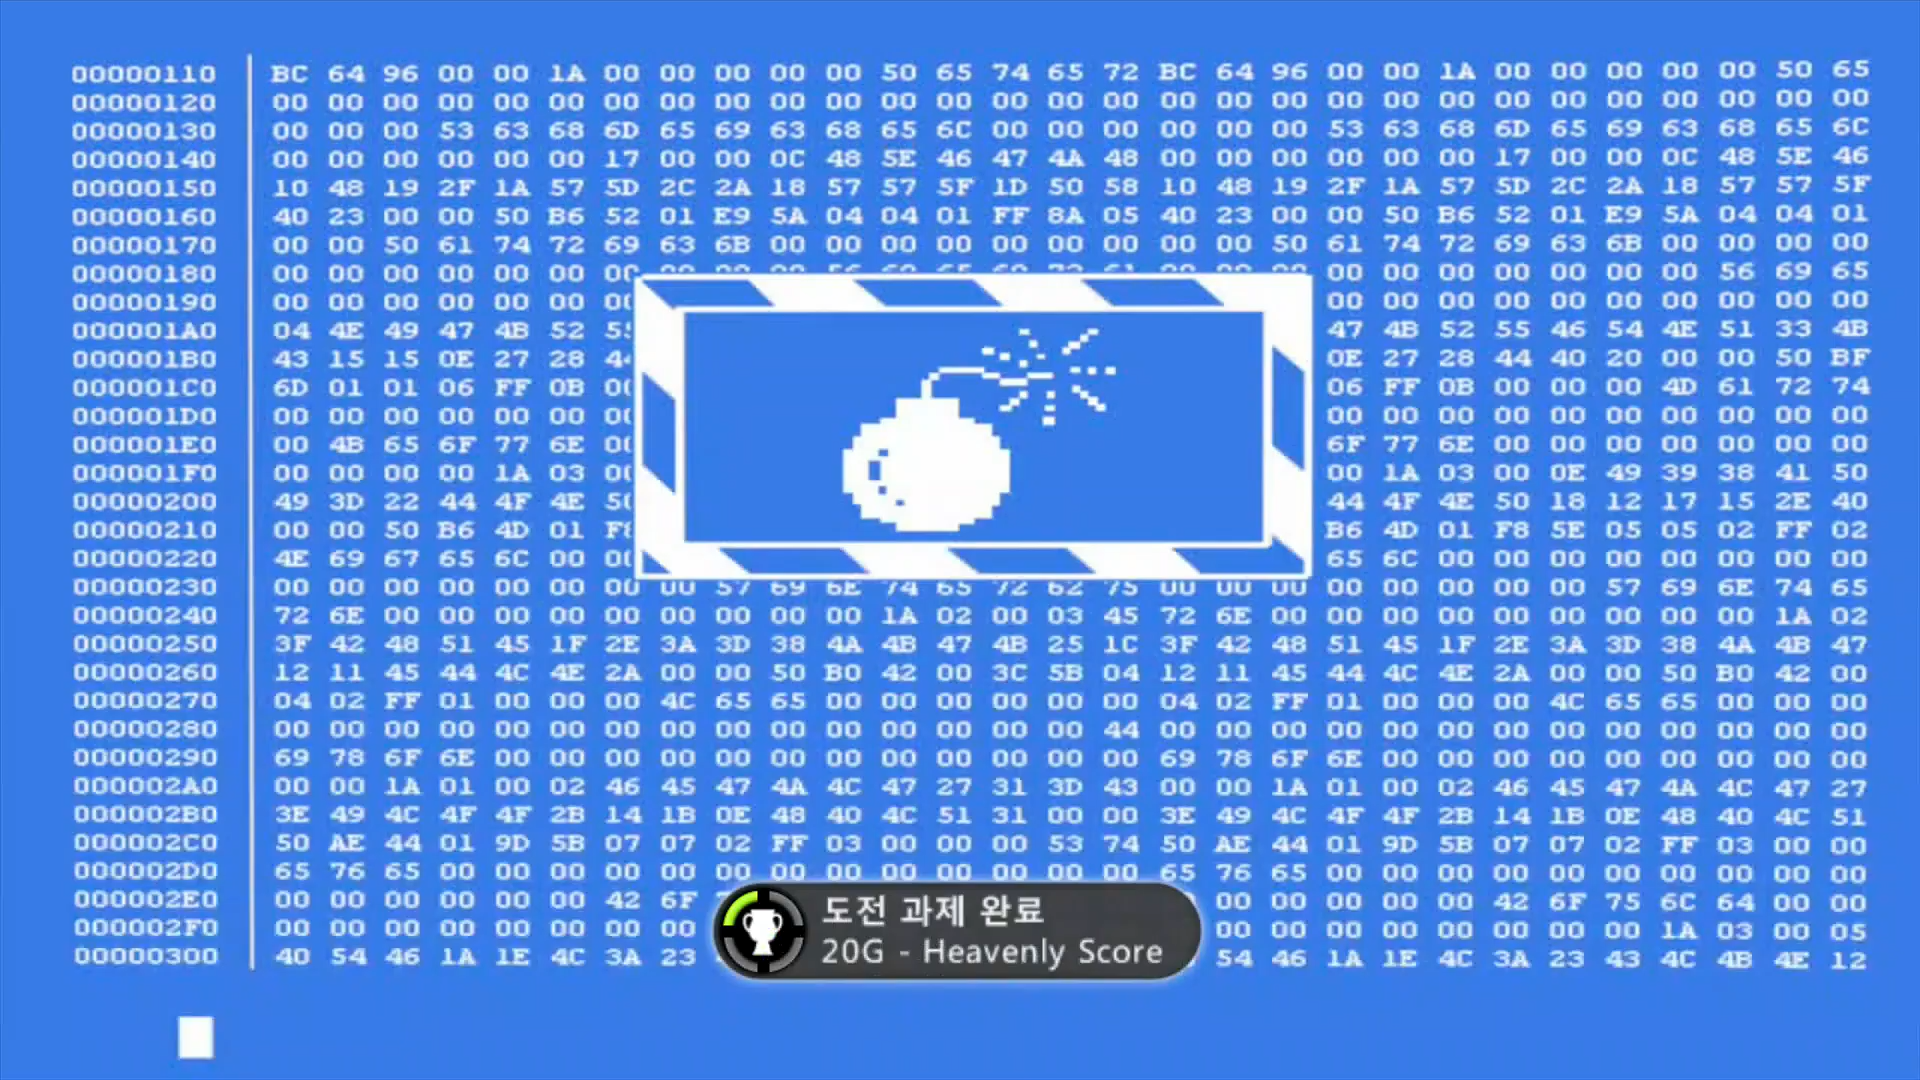 00000110 BC 64 96 00 00 1A 00 00 00 00 00 50 65 74 65 72 BC 64 96 00 00 1A 00 00 00 00 00 50 65
00000120 00 00 00 00 00 00 00 00 00 00 00 00 00 00 00 00 00 00 00 00 00 00 00 00 00 00 00 00 00
00000130 00 00 00 53 63 68 6D 65 69 63 68 65 6C 00 00 00 00 00 00 53 63 68 6D 65 69 63 68 65 6C
00000140 00 00 00 00 00 00 17 00 00 0C 48 5E 46 47 4A 48 00 00 00 00 00 00 17 00 00 0C 48 5E 46
00000150 10 48 19 2F 1A 57 5D 2C 2A 18 57 57 5F 1D 50 58 10 48 19 2F 1A 57 5D 2C 2A 18 57 57 5F
00000160 40 23 00 00 50 B6 52 01 E9 5A 04 04 01 FF 8A 05 40 23 00 00 50 B6 52 01 E9 5A 04 04 01
00000170 00 00 50 61 74 72 69 63 6B 00 00 00 00 00 00 00 00 00 50 61 74 72 69 63 6B 00 00 00 00
00000180 00 00 00 00 00 00 00 00 00 00 00 00 00 56 69 65
00000190 00 00 00 00 00 00 00 00 00 00 00 00 00 00 00 00
000001A0 04 4E 49 47 4B 52 47 4B 52 55 46 54 4E 51 33 4B
000001B0 43 15 15 0E 27 28 0E 27 28 44 40 20 00 00 50 BF
000001C0 6D 01 01 06 FF 0B 06 FF 0B 00 00 00 4D 61 72 74
000001D0 00 00 00 00 00 00 00 00 00 00 00 00 00 00 00 00
000001E0 00 4B 65 6F 77 6E 6F 77 6E 00 00 00 00 00 00 00
000001F0 00 00 00 00 1A 03 00 1A 03 00 0E 49 39 38 41 50
00000200 49 3D 22 44 4F 4E 44 4F 4E 50 18 12 17 15 2E 40
00000210 00 00 50 B6 4D 01 B6 4D 01 F8 5E 05 05 02 FF 02
00000220 4E 69 67 65 6C 00 65 6C 00 00 00 00 00 00 00 00
00000230 00 00 00 00 00 00 00 00 57 69 6E 74 65 72 62 75 00 00 00 00 00 00 00 00 57 69 6E 74 65
00000240 72 6E 00 00 00 00 00 00 00 00 00 1A 02 00 03 45 72 6E 00 00 00 00 00 00 00 00 00 1A 02
00000250 3F 42 48 51 45 1F 2E 3A 3D 38 4A 4B 47 4B 25 1C 3F 42 48 51 45 1F 2E 3A 3D 38 4A 4B 47
00000260 12 11 45 44 4C 4E 2A 00 00 50 B0 42 00 3C 5B 04 12 11 45 44 4C 4E 2A 00 00 50 B0 42 00
00000270 04 02 FF 01 00 00 00 4C 65 65 00 00 00 00 00 00 04 02 FF 01 00 00 00 4C 65 65 00 00 00
00000280 00 00 00 00 00 00 00 00 00 00 00 00 00 00 00 44 00 00 00 00 00 00 00 00 00 00 00 00 00
00000290 69 78 6F 6E 00 00 00 00 00 00 00 00 00 00 00 00 69 78 6F 6E 00 00 00 00 00 00 00 00 00
000002A0 00 00 1A 01 00 02 46 45 47 4A 4C 47 27 31 3D 43 00 00 1A 01 00 02 46 45 47 4A 4C 47 27
000002B0 3E 49 4C 4F 4F 2B 14 1B 0E 48 40 4C 51 31 00 00 3E 49 4C 4F 4F 2B 14 1B 0E 48 40 4C 51
000002C0 50 AE 44 01 9D 5B 07 07 02 FF 03 00 00 00 53 74 50 AE 44 01 9D 5B 07 07 02 FF 03 00 00
000002D0 65 76 65 00 00 00 00 00 00 00 00 00 00 00 00 00 65 76 65 00 00 00 00 00 00 00 00 00 00
000002E0 00 00 00 00 00 00 42 6F 00 00 00 00 00 42 6F 75 6C 64 00 00
000002F0 00 00 00 00 00 00 00 00 00 00 00 00 00 00 00 00 1A 03 00 05
00000300 40 54 46 1A 1E 4C 3A 23 54 46 1A 1E 4C 3A 23 43 4C 4B 4E 12
도전 과제 완료
20G - Heavenly Score